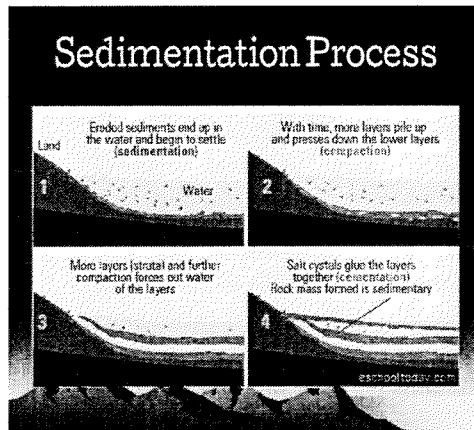 Sedimentation Process
Eroded sediments end up in
the water and begin to settle
(sedimentation)
Land
Water
1
With time, more layers pile up
and presses down the lower layers
(compaction)
2
More layers (strata) and further
compaction forces out water
of the layers
3
Salt crystals glue the layers
together (cementation)
Rock mass formed is sedimentary
4
eschooltoday.com